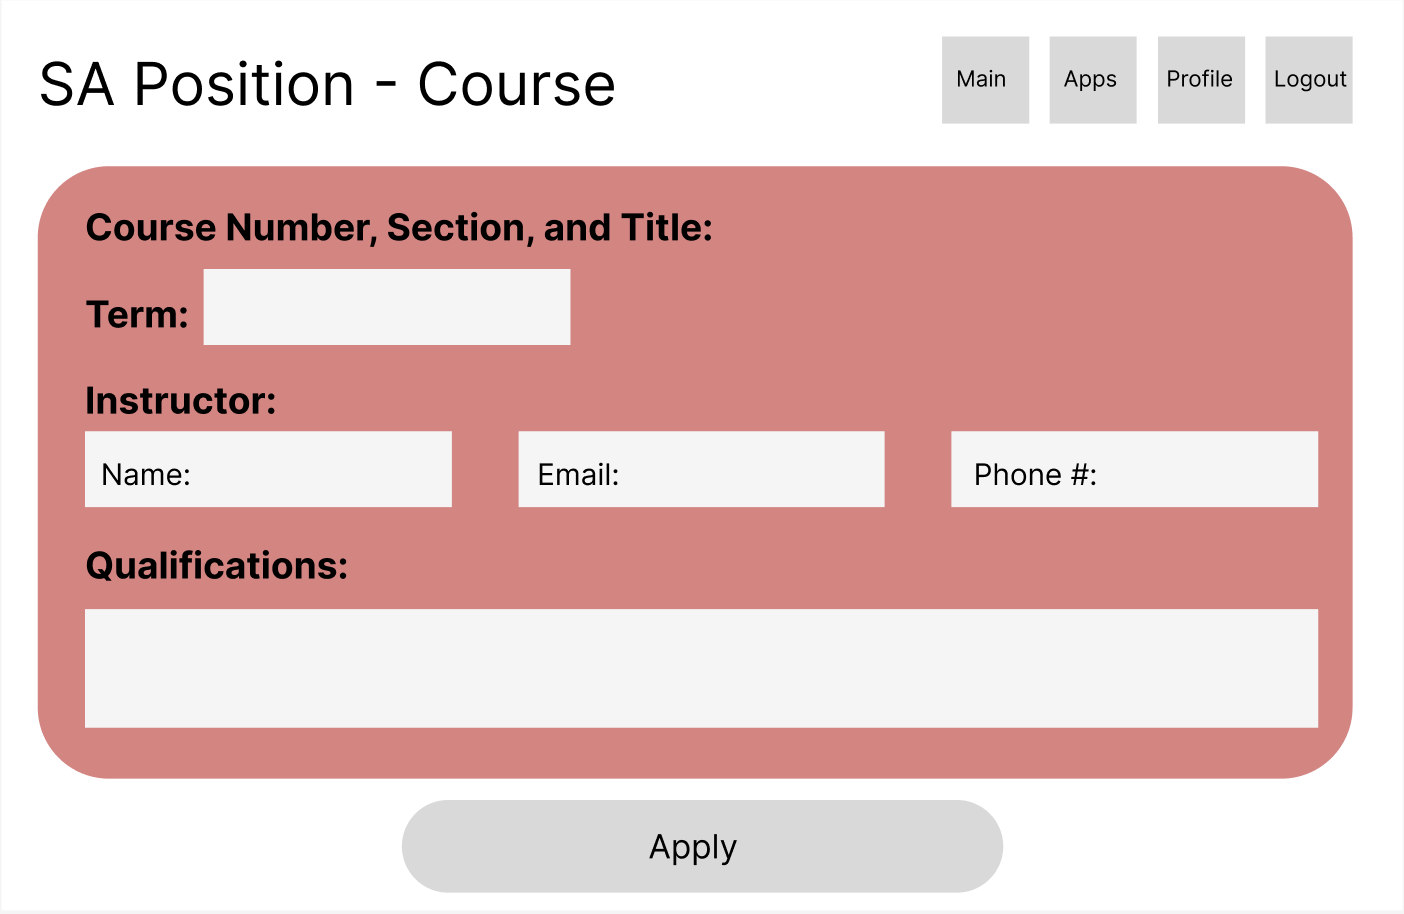 SA Position - Course
Main
Apps
Profile
Logout
Course Number, Section, and Title:
Term:
Instructor:
Name:
Email:
Phone #:
Qualifications:
Apply